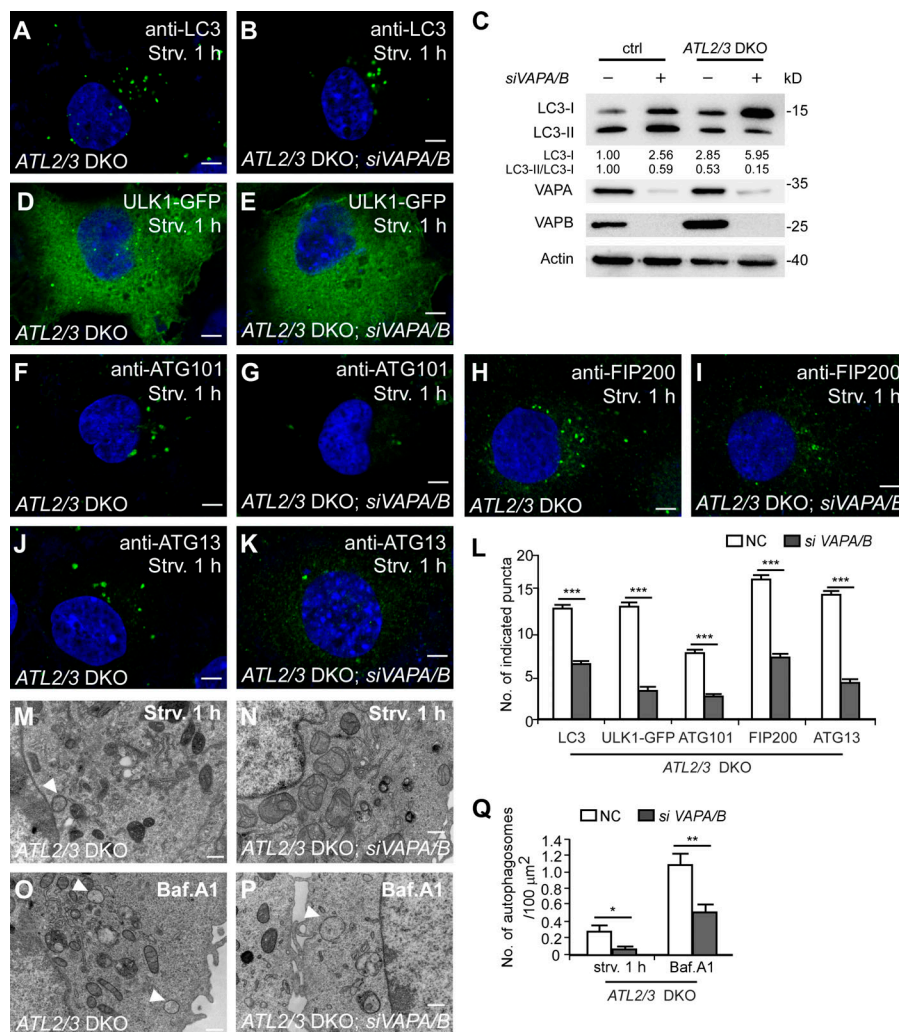 A
anti-LC3
Strv. 1 h
ATL2/3 DKO
B
anti-LC3
Strv. 1 h
ATL2/3 DKO; siVAPA/B
C
ctrl
ATL2/3 DKO
siVAPA/B – + – + kD
LC3-I
-15
LC3-II
LC3-I 1.00 2.56 2.85 5.95
LC3-II/LC3-I 1.00 0.59 0.53 0.15
VAPA -35
VAPB -25
Actin -40
D
ULK1-GFP
Strv. 1 h
ATL2/3 DKO
E
ULK1-GFP
Strv. 1 h
ATL2/3 DKO; siVAPA/B
F
anti-ATG101
Strv. 1 h
ATL2/3 DKO
G
anti-ATG101
Strv. 1 h
ATL2/3 DKO; siVAPA/B
H
anti-FIP200
Strv. 1 h
ATL2/3 DKO
I
anti-FIP200
Strv. 1 h
ATL2/3 DKO; siVAPA/B
J
anti-ATG13
Strv. 1 h
ATL2/3 DKO
K
anti-ATG13
Strv. 1 h
ATL2/3 DKO; siVAPA/B
L
NC
si VAPA/B
No. of indicated puncta
20
15
10
5
0
***
***
***
***
***
LC3 ULK1-GFP ATG101 FIP200 ATG13
ATL2/3 DKO
M
Strv. 1 h
ATL2/3 DKO
N
Strv. 1 h
ATL2/3 DKO; siVAPA/B
O
Baf.A1
ATL2/3 DKO
P
Baf.A1
ATL2/3 DKO; siVAPA/B
Q
NC
si VAPA/B
No. of autophagosomes
/100 µm2
1.4
1.2
1.0
0.8
0.6
0.4
0.2
0
*
**
strv. 1 h Baf.A1
ATL2/3 DKO